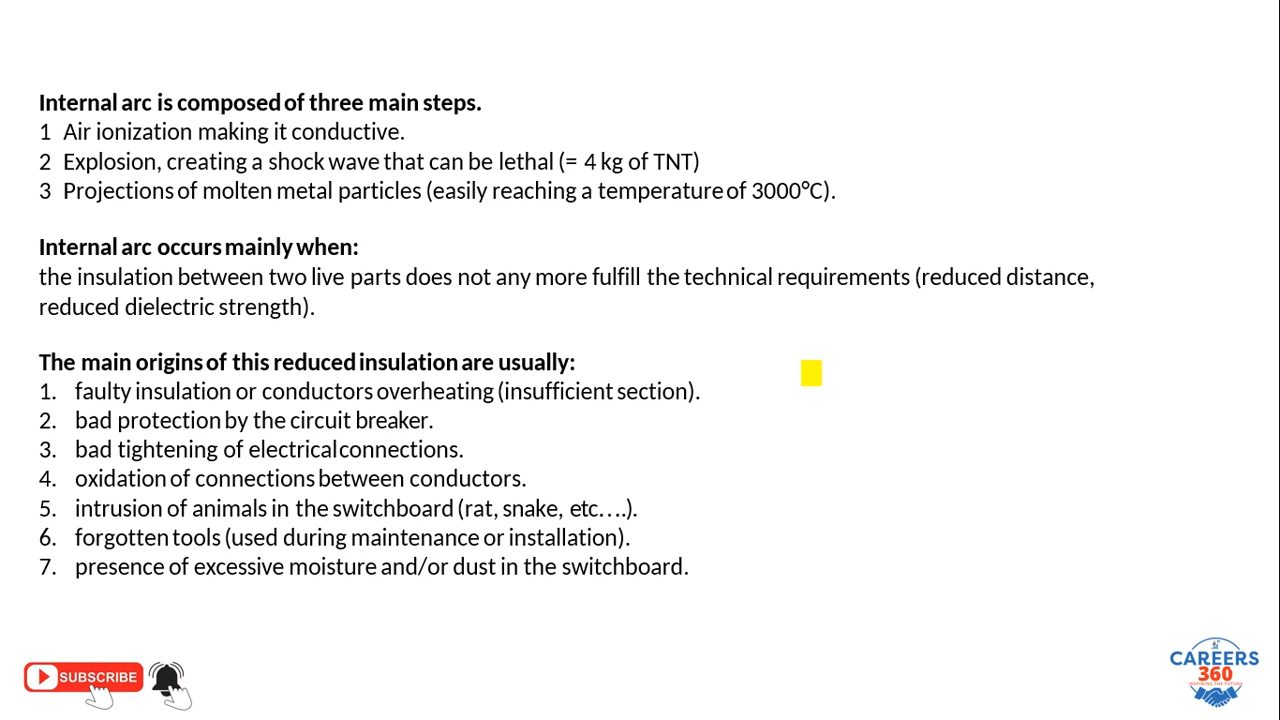 Internal arc is composed of three main steps.
1 Air ionization making it conductive.
2 Explosion, creating a shock wave that can be lethal (= 4 kg of TNT)
3 Projections of molten metal particles (easily reaching a temperature of 3000°C).
Internal arc occurs mainly when:
the insulation between two live parts does not any more fulfill the technical requirements (reduced distance,
reduced dielectric strength).
The main origins of this reduced insulation are usually:
1. faulty insulation or conductors overheating (insufficient section).
2. bad protection by the circuit breaker.
3. bad tightening of electrical connections.
4. oxidation of connections between conductors.
5. intrusion of animals in the switchboard (rat, snake, etc….).
6. forgotten tools (used during maintenance or installation).
7. presence of excessive moisture and/or dust in the switchboard.
SUBSCRIBE
CAREERS
360
INSPIRING THE FUTURE